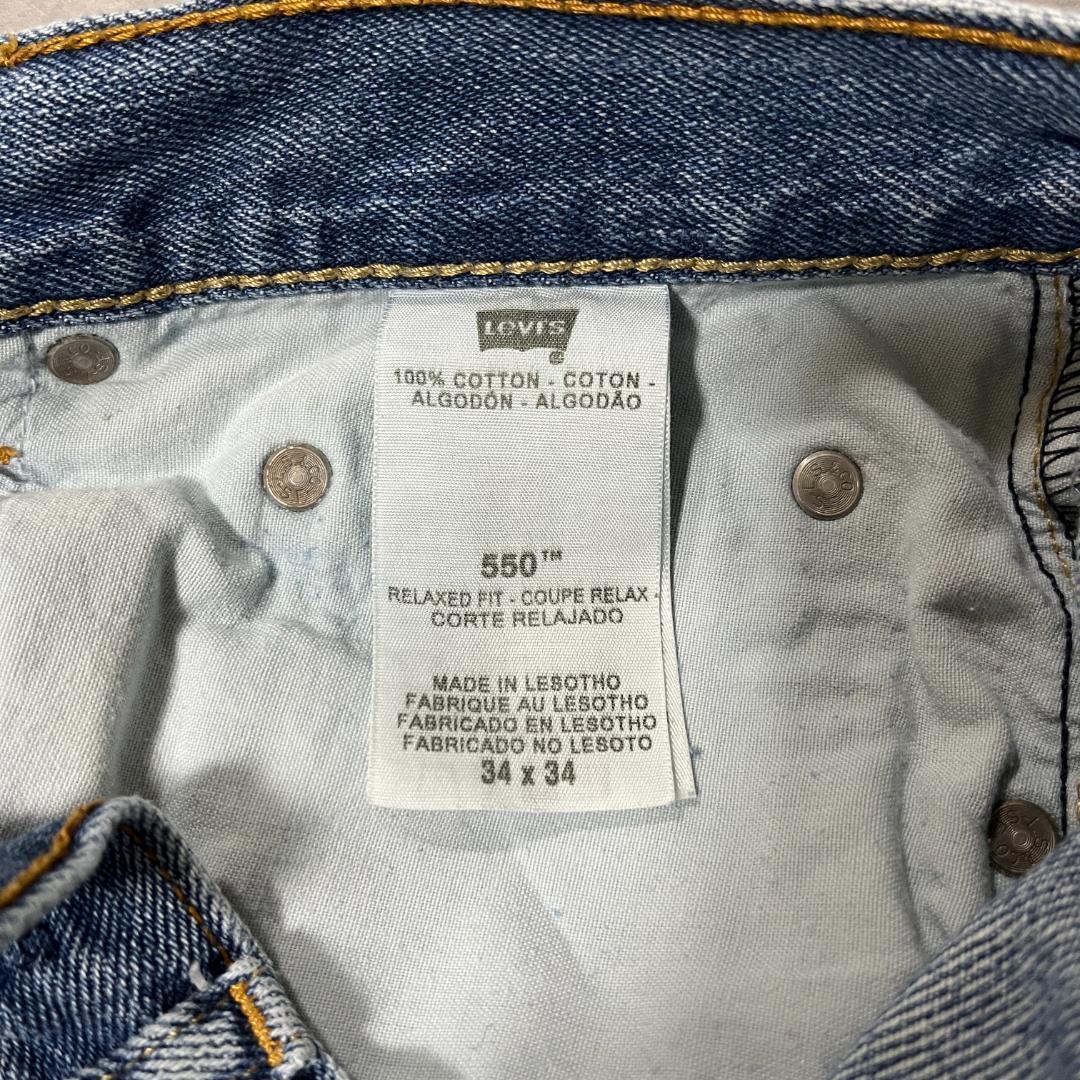 LEVI'S
®
100% COTTON - COTON -
ALGODÓN - ALGODÃO
550™
RELAXED FIT - COUPE RELAX -
CORTE RELAJADO
MADE IN LESOTHO
FABRIQUE AU LESOTHO
FABRICADO EN LESOTHO
FABRICADO NO LESOTO
34 x 34